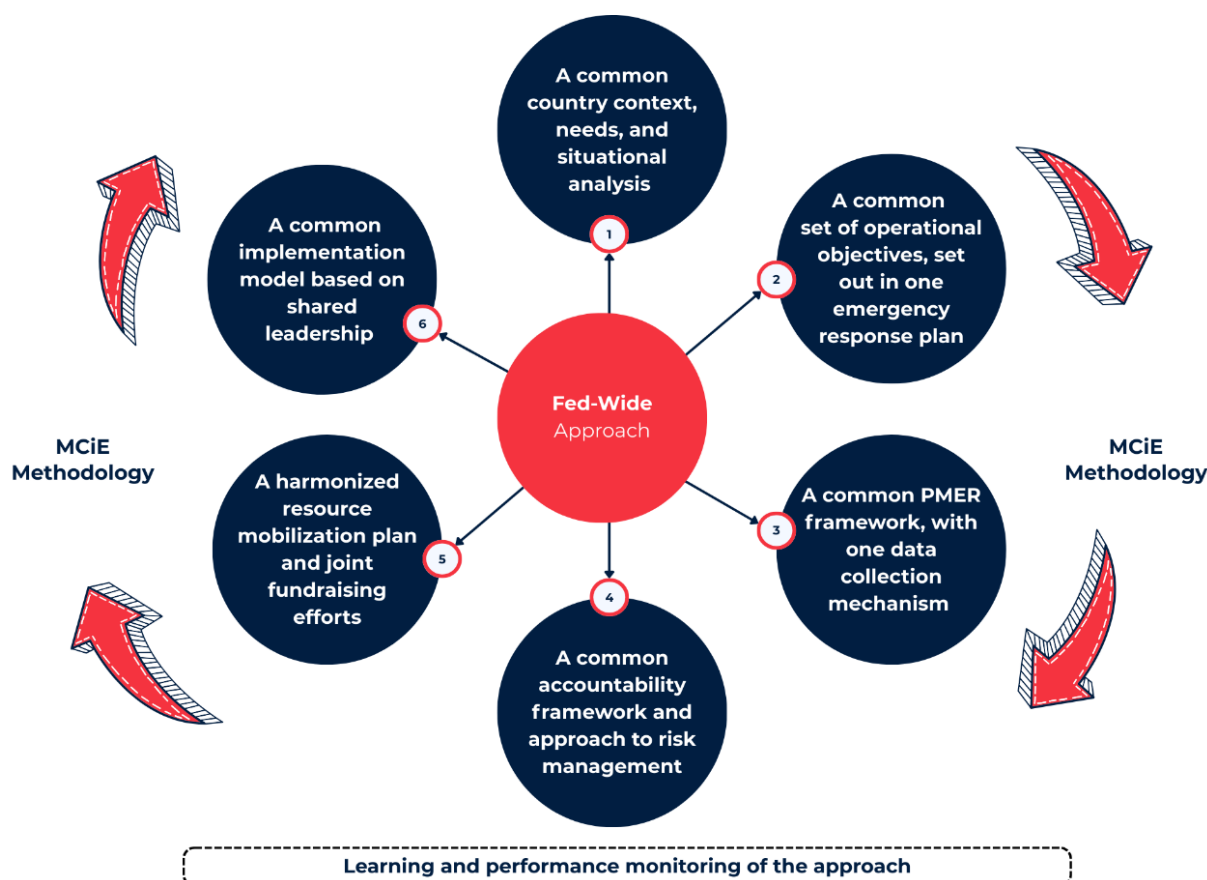 A common
country context,
needs, and
situational
analysis
1
A common
set of operational
objectives, set
out in one
emergency
response plan
2
A common PMER
framework, with
one data
collection
mechanism
3
A common
accountability
framework and
approach to risk
management
4
A harmonized
resource
mobilization plan
and joint
fundraising
efforts
5
A common
implementation
model based on
shared
leadership
6
Fed-Wide
Approach
MCiE
Methodology
MCiE
Methodology
Learning and performance monitoring of the approach